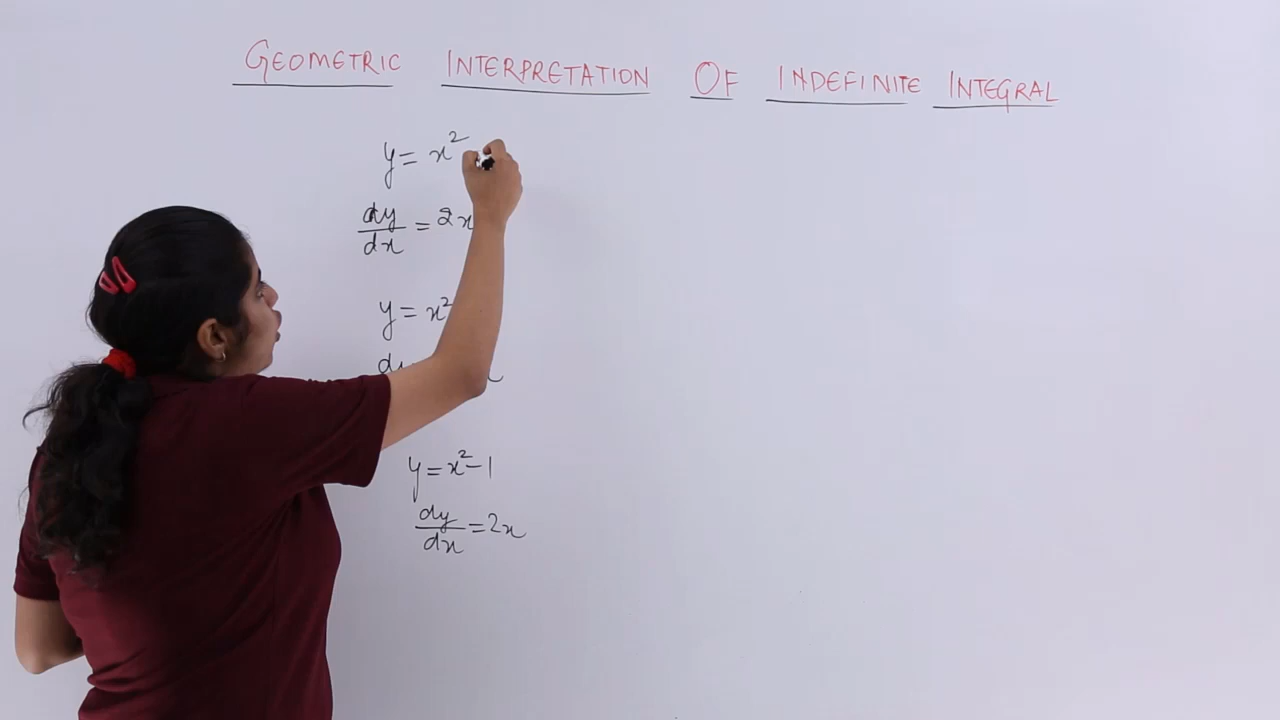 GEOMETRIC INTERPRETATION OF INDEFINITE INTEGRAL
y = x²
dy/dx = 2x
y = x²
y = x² - 1
dy/dx = 2x